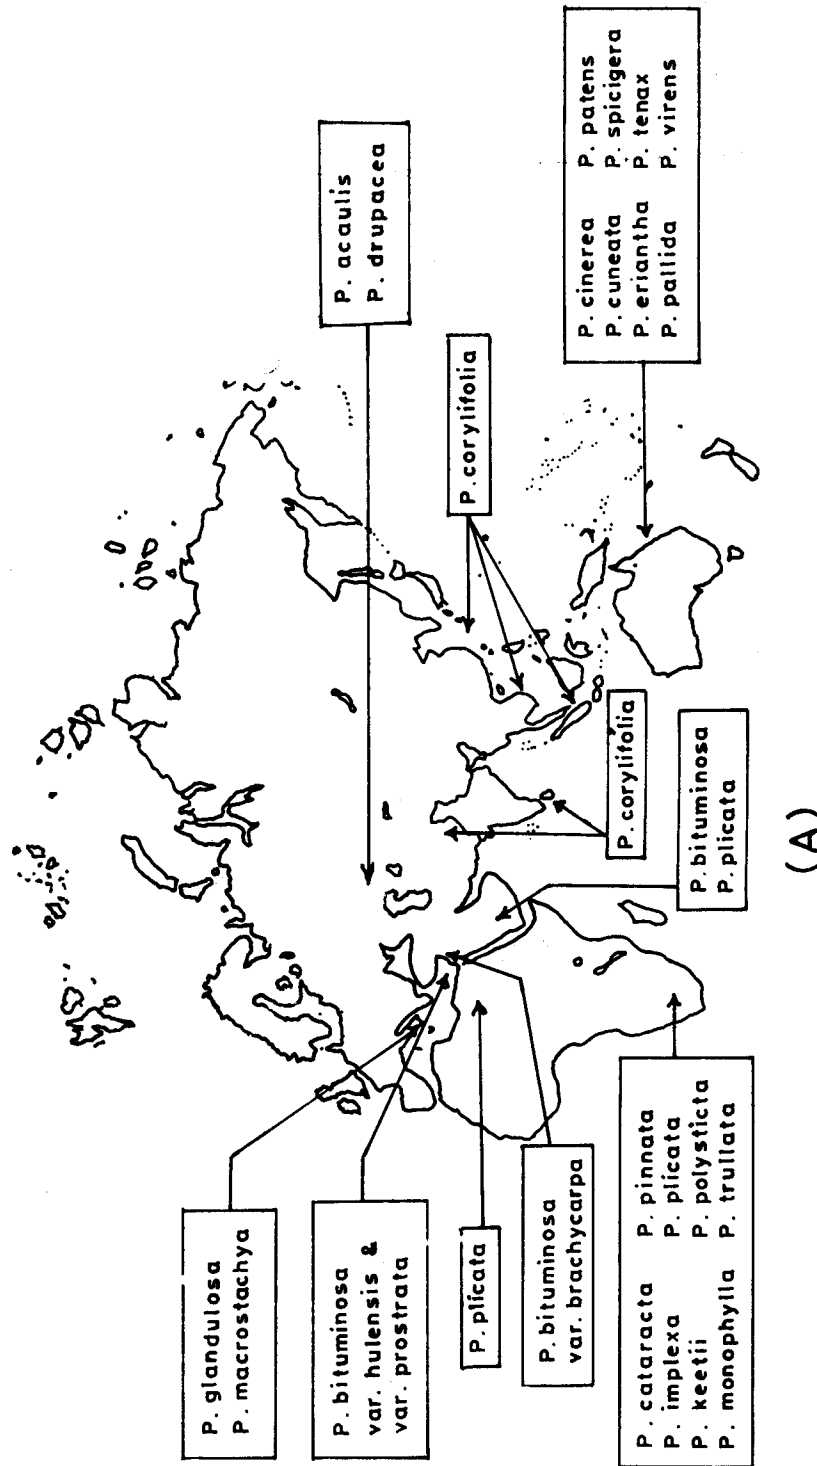 P. glandulosa
P. macrostachya
P. bituminosa
var. hulensis &
var. prostrata
P. plicata
P. bituminosa
var. brachycarpa
P. cataracta P. pinnata
P. implexa P. plicata
P. keetii P. polysticta
P. monophylla P. trullata
P. acaulis
P. drupacea
P. corylifolia
P. corylifolia
P. bituminosa
P. plicata
P. cinerea P. patens
P. cuneata P. spicigera
P. eriantha P. tenax
P. pallida P. virens
(A)